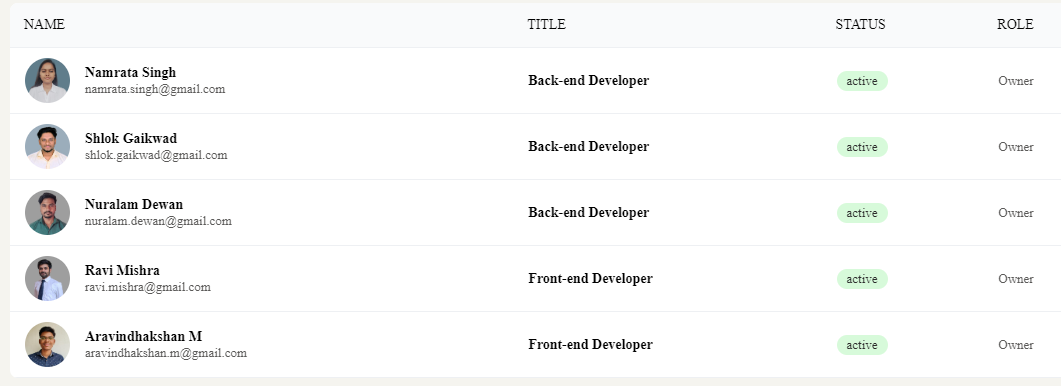 NAME TITLE STATUS ROLE
Namrata Singh
namrata.singh@gmail.com
Back-end Developer active Owner
Shlok Gaikwad
shlok.gaikwad@gmail.com
Back-end Developer active Owner
Nuralam Dewan
nuralam.dewan@gmail.com
Back-end Developer active Owner
Ravi Mishra
ravi.mishra@gmail.com
Front-end Developer active Owner
Aravindhakshan M
aravindhakshan.m@gmail.com
Front-end Developer active Owner